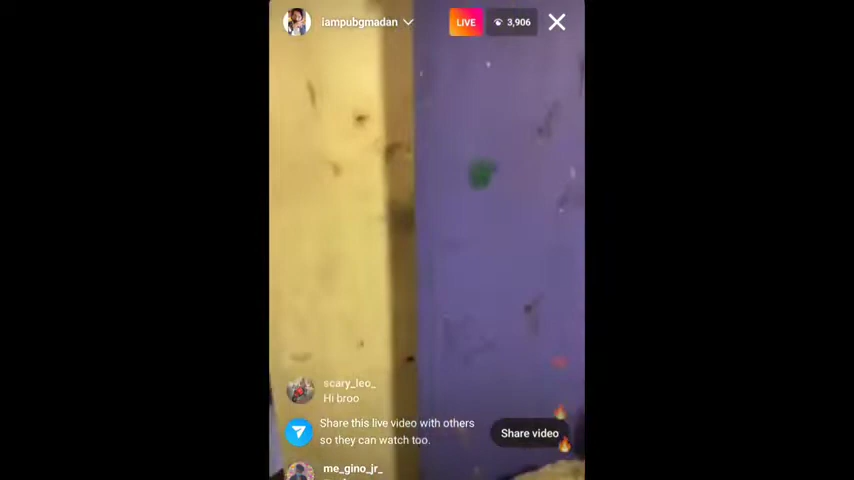 iampubgmadan
LIVE
3,906
scary_leo_
Hi broo
Share this live video with others
so they can watch too.
Share video
me_gino_jr_